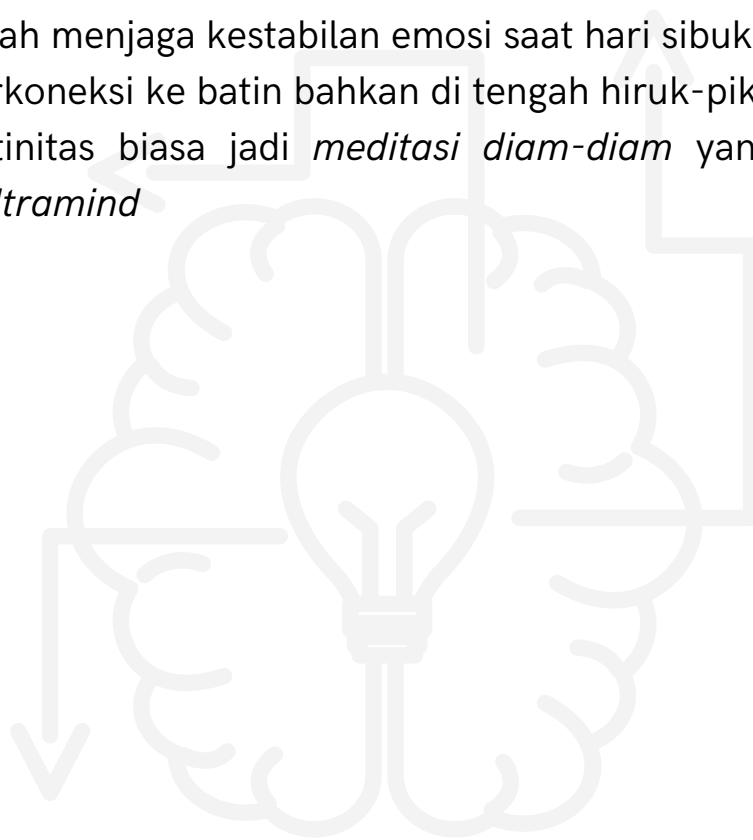 ah menjaga kestabilan emosi saat hari sibuk
rkoneksi ke batin bahkan di tengah hiruk-pik
tinitas biasa jadi meditasi diam-diam yan
ltramind